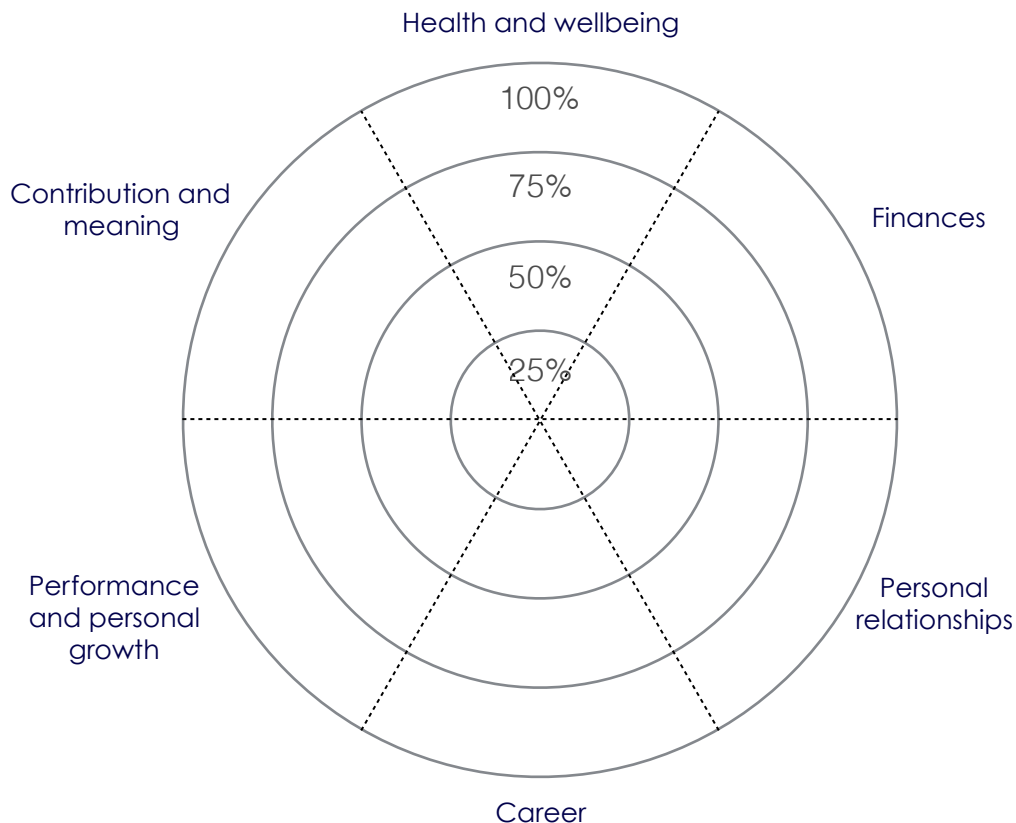 Health and wellbeing
100%
75%
50%
25%
Contribution and
meaning
Finances
Performance
and personal
growth
Personal
relationships
Career